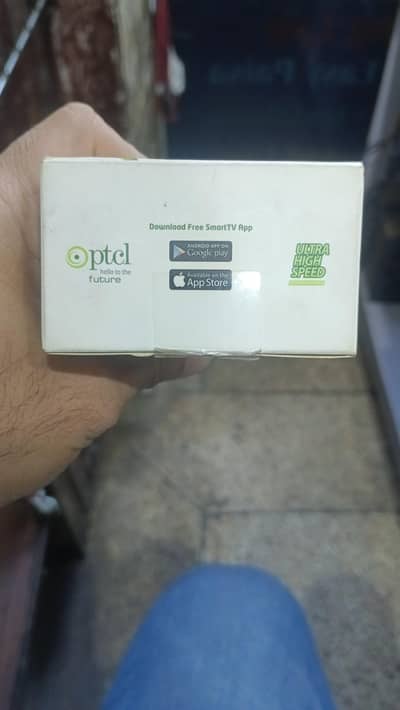 Download Free SmartTV App
ptcl
hello to the
future
ANDROID APP ON
Google play
Available on the
App Store
ULTRA
HIGH
SPEED